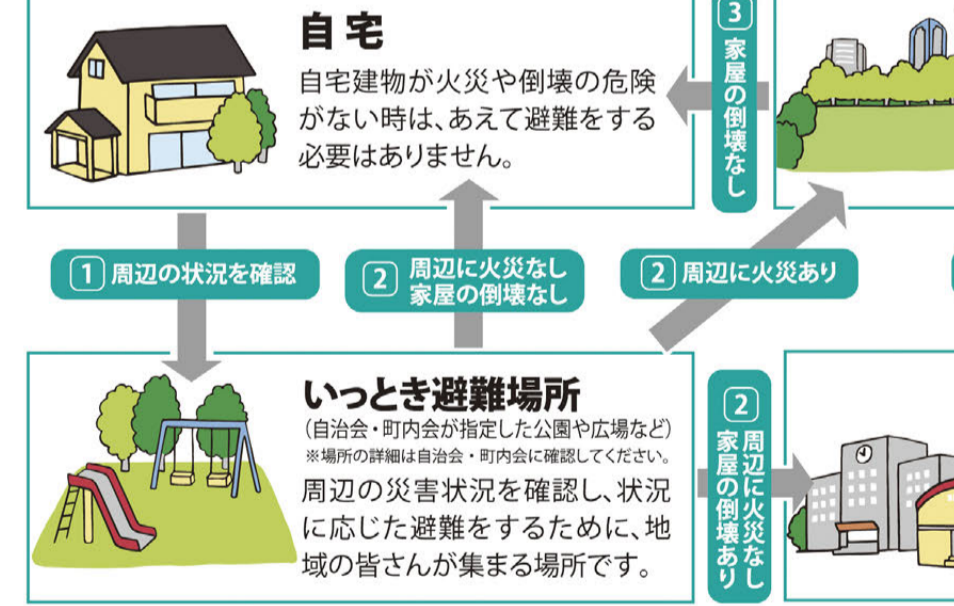 自宅
自宅建物が火災や倒壊の危険
がない時は、あえて避難をする
必要はありません。
3 家屋の倒壊なし
1 周辺の状況を確認
2 周辺に火災なし
家屋の倒壊なし
2 周辺に火災あり
いっとき避難場所
（自治会・町内会が指定した公園や広場など）
※場所の詳細は自治会・町内会に確認してください。
周辺の災害状況を確認し、状況
に応じた避難をするために、地
域の皆さんが集まる場所です。
2 周辺に火災なし
家屋の倒壊あり